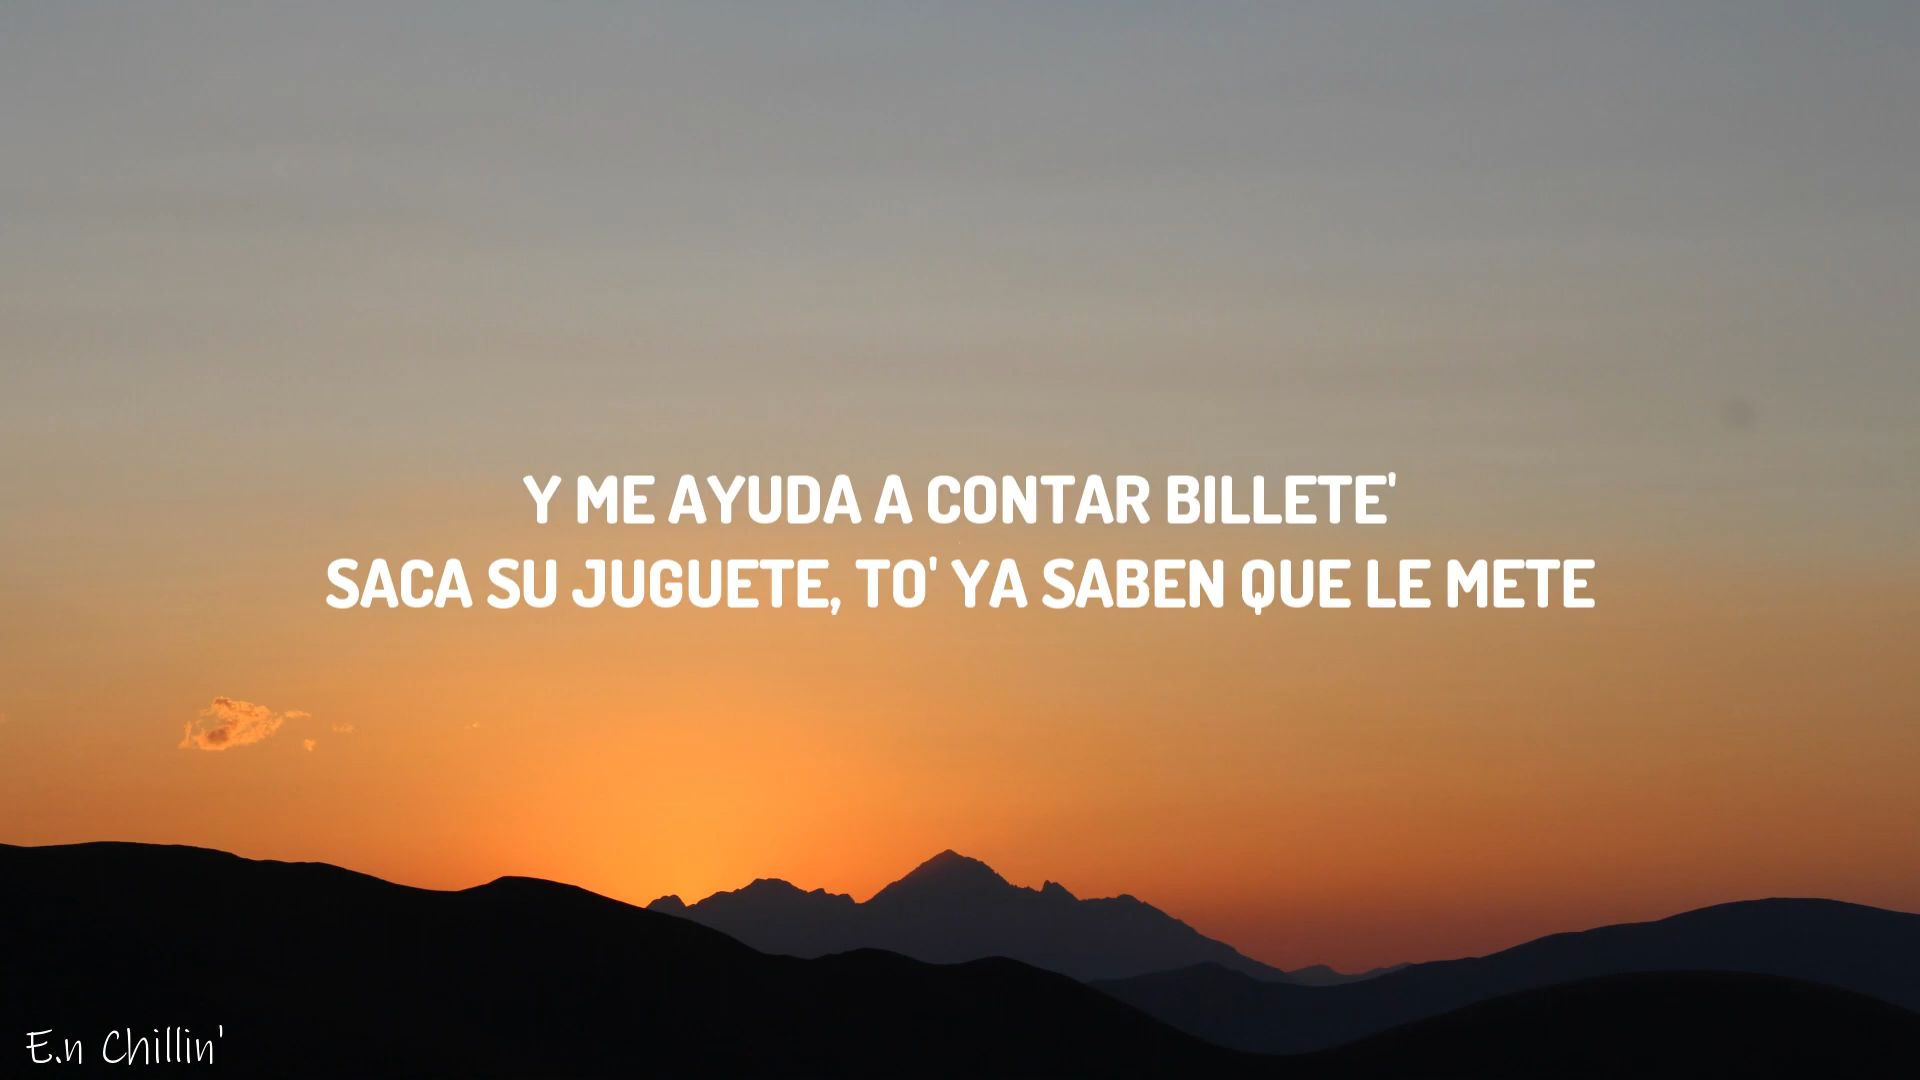 Y ME AYUDA A CONTAR BILLETE'
SACA SU JUGUETE, TO' YA SABEN QUE LE METE
E.n Chillin'